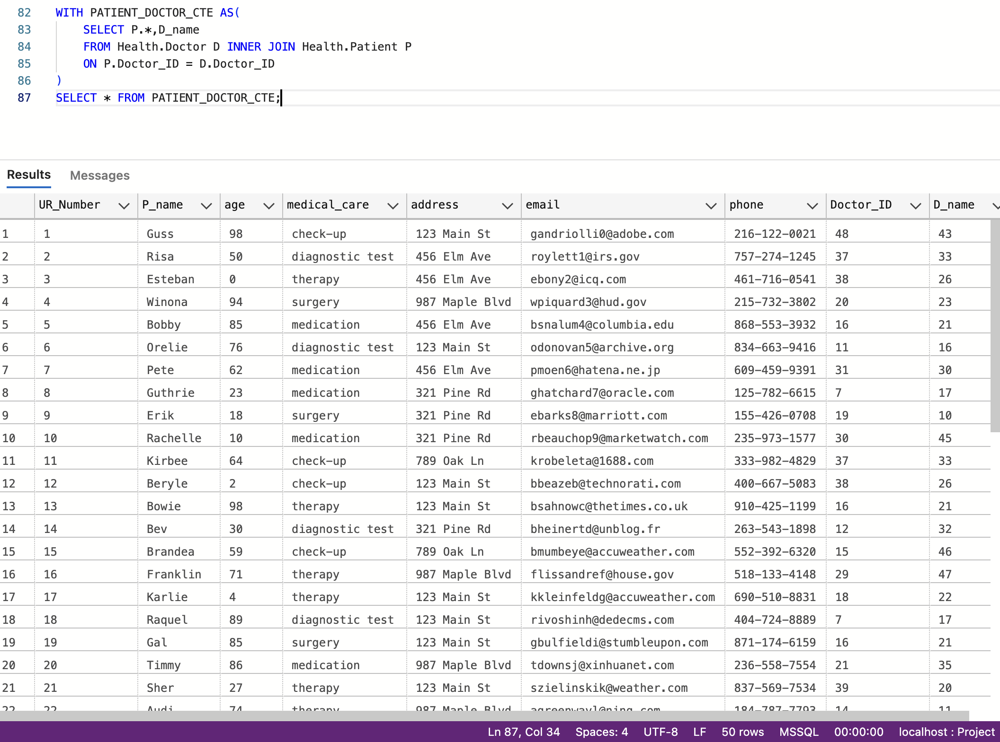 82 WITH PATIENT_DOCTOR_CTE AS(
83 SELECT P.*,D_name
84 FROM Health.Doctor D INNER JOIN Health.Patient P
85 ON P.Doctor_ID = D.Doctor_ID
86 )
87 SELECT * FROM PATIENT_DOCTOR_CTE;
Results Messages
UR_Number P_name age medical_care address email phone Doctor_ID D_name
1 1 Guss 98 check-up 123 Main St gandriolli0@adobe.com 216-122-0021 48 43
2 2 Risa 50 diagnostic test 456 Elm Ave roylett1@irs.gov 757-274-1245 37 33
3 3 Esteban 0 therapy 456 Elm Ave ebony2@icq.com 461-716-0541 38 26
4 4 Winona 94 surgery 987 Maple Blvd wpiquard3@hud.gov 215-732-3802 20 23
5 5 Bobby 85 medication 456 Elm Ave bsnalum4@columbia.edu 868-553-3932 16 21
6 6 Orelie 76 diagnostic test 123 Main St odonovan5@archive.org 834-663-9416 11 16
7 7 Pete 62 medication 456 Elm Ave pmoen6@hatena.ne.jp 609-459-9391 31 30
8 8 Guthrie 23 medication 321 Pine Rd ghatchard7@oracle.com 125-782-6615 7 17
9 9 Erik 18 surgery 321 Pine Rd ebarks8@marriott.com 155-426-0708 19 10
10 10 Rachelle 10 medication 321 Pine Rd rbeauchop9@marketwatch.com 235-973-1577 30 45
11 11 Kirbee 64 check-up 789 Oak Ln krobeleta@1688.com 333-982-4829 37 33
12 12 Beryle 2 check-up 123 Main St bbeazeb@technorati.com 400-667-5083 38 26
13 13 Bowie 98 therapy 123 Main St bsahnowc@thetimes.co.uk 910-425-1199 16 21
14 14 Bev 30 diagnostic test 321 Pine Rd bheinertd@unblog.fr 263-543-1898 12 32
15 15 Brandea 59 check-up 789 Oak Ln bmumbeye@accuweather.com 552-392-6320 15 46
16 16 Franklin 71 therapy 987 Maple Blvd flissandref@house.gov 518-133-4148 29 47
17 17 Karlie 4 therapy 123 Main St kkleinfeldg@accuweather.com 690-510-8831 18 22
18 18 Raquel 89 diagnostic test 123 Main St rivoshinh@dedecms.com 404-724-8889 7 17
19 19 Gal 85 surgery 123 Main St gbulfieldi@stumbleupon.com 871-174-6159 16 21
20 20 Timmy 86 medication 987 Maple Blvd tdownsj@xinhuanet.com 236-558-7554 21 35
21 21 Sher 27 therapy 123 Main St szielinskik@weather.com 837-569-7534 39 20
22 22 Audi 74 therapy 987 Maple Blvd 184-787-7793 14 11
Ln 87, Col 34 Spaces: 4 UTF-8 LF 50 rows MSSQL 00:00:00 localhost : Project